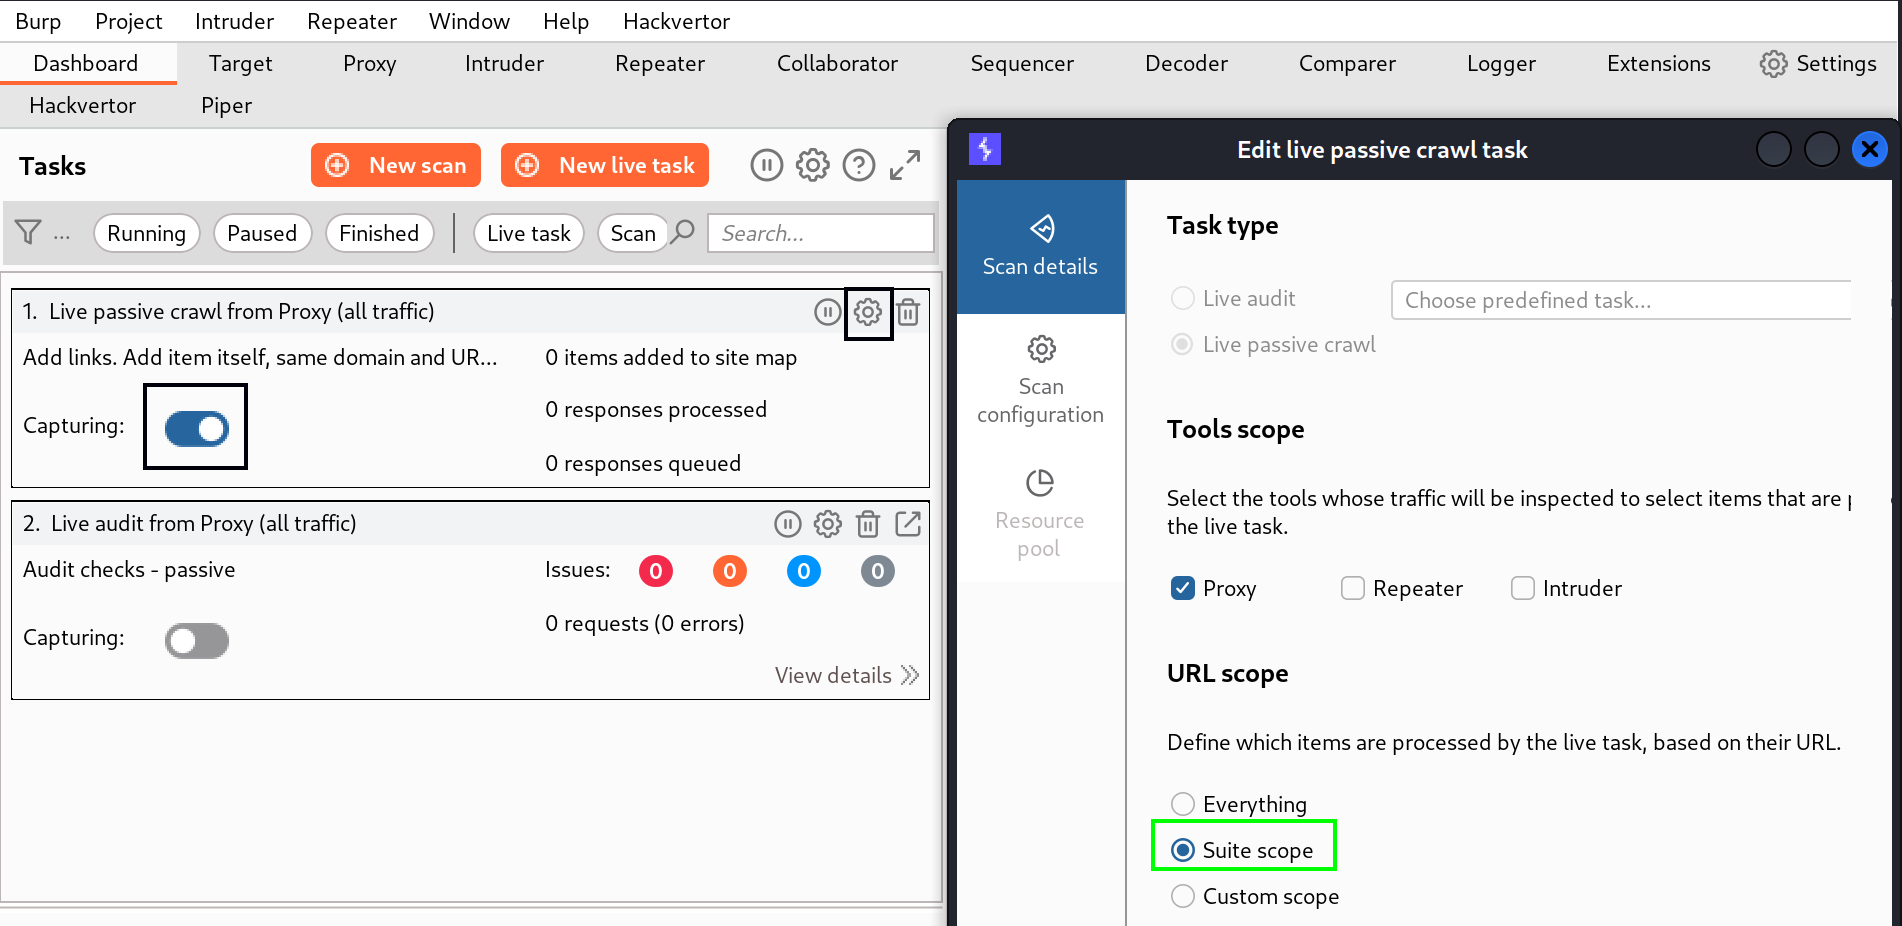 Burp Project Intruder Repeater Window Help Hackvertor
Dashboard Target Proxy Intruder Repeater Collaborator Sequencer Decoder Comparer Logger Extensions Settings
Hackvertor Piper
Tasks New scan New live task
... Running Paused Finished Live task Scan Search...
1. Live passive crawl from Proxy (all traffic)
Add links. Add item itself, same domain and UR... 0 items added to site map
0 responses processed
Capturing:
0 responses queued
2. Live audit from Proxy (all traffic)
Audit checks - passive Issues: 0 0 0 0
0 requests (0 errors)
Capturing:
View details
Edit live passive crawl task
Scan details
Scan
configuration
Resource
pool
Task type
Live audit Choose predefined task...
Live passive crawl
Tools scope
Select the tools whose traffic will be inspected to select items that are
the live task.
Proxy Repeater Intruder
URL scope
Define which items are processed by the live task, based on their URL.
Everything
Suite scope
Custom scope